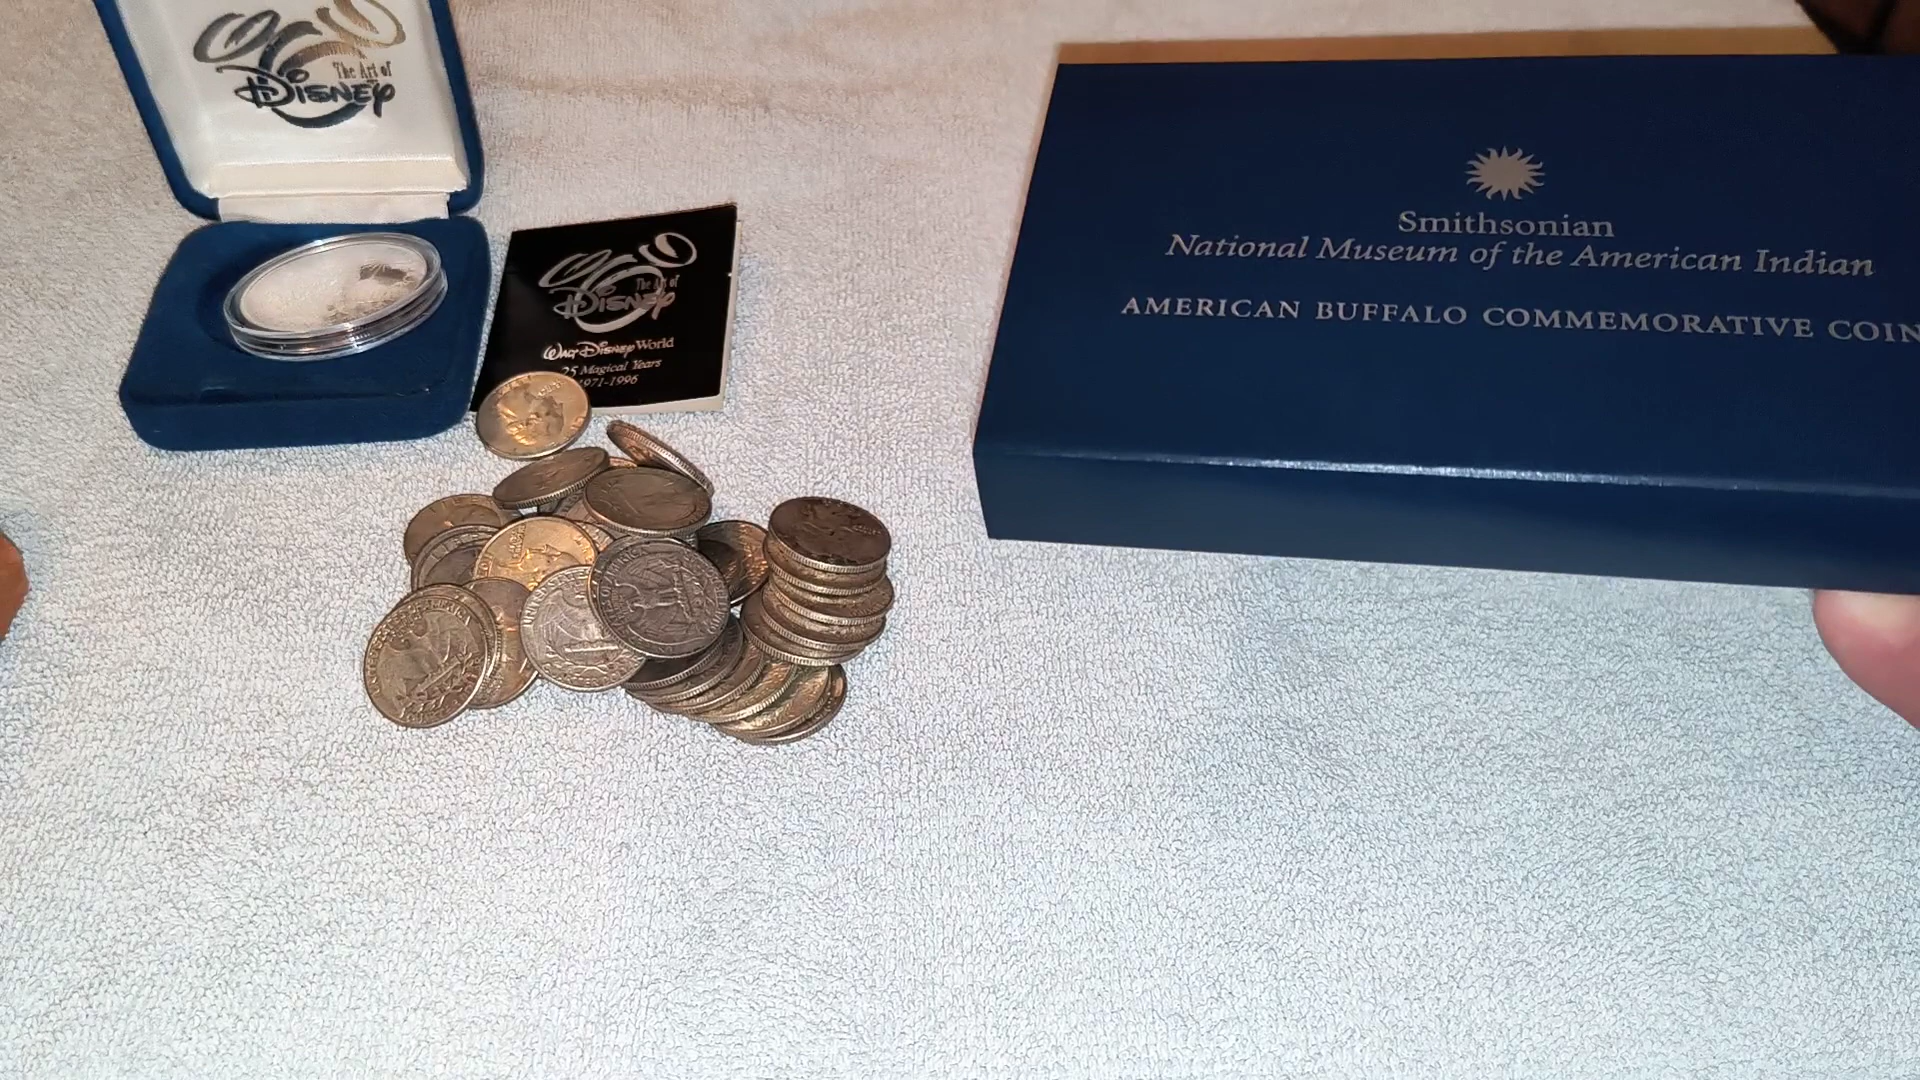 The Art of
Disney
The Art of
Disney
Walt Disney World
25 Magical Years
1971-1996
Smithsonian
National Museum of the American Indian
AMERICAN BUFFALO COMMEMORATIVE COIN